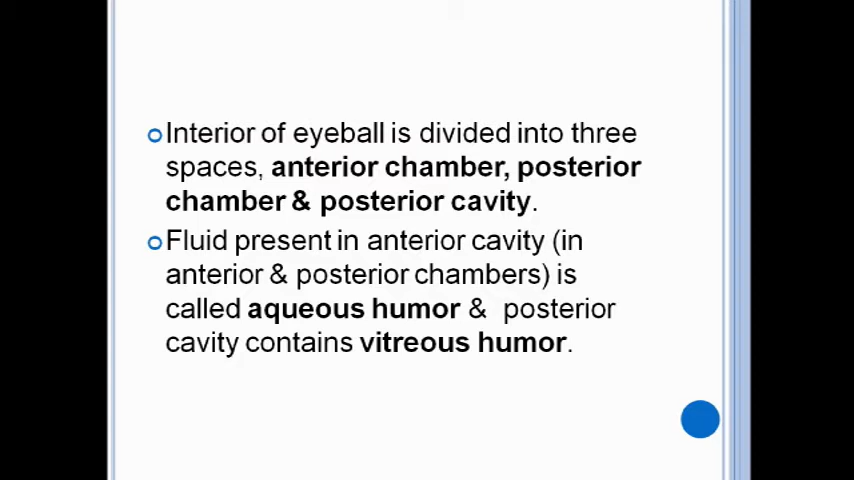 Interior of eyeball is divided into three
spaces, anterior chamber, posterior
chamber & posterior cavity.
Fluid present in anterior cavity (in
anterior & posterior chambers) is
called aqueous humor & posterior
cavity contains vitreous humor.